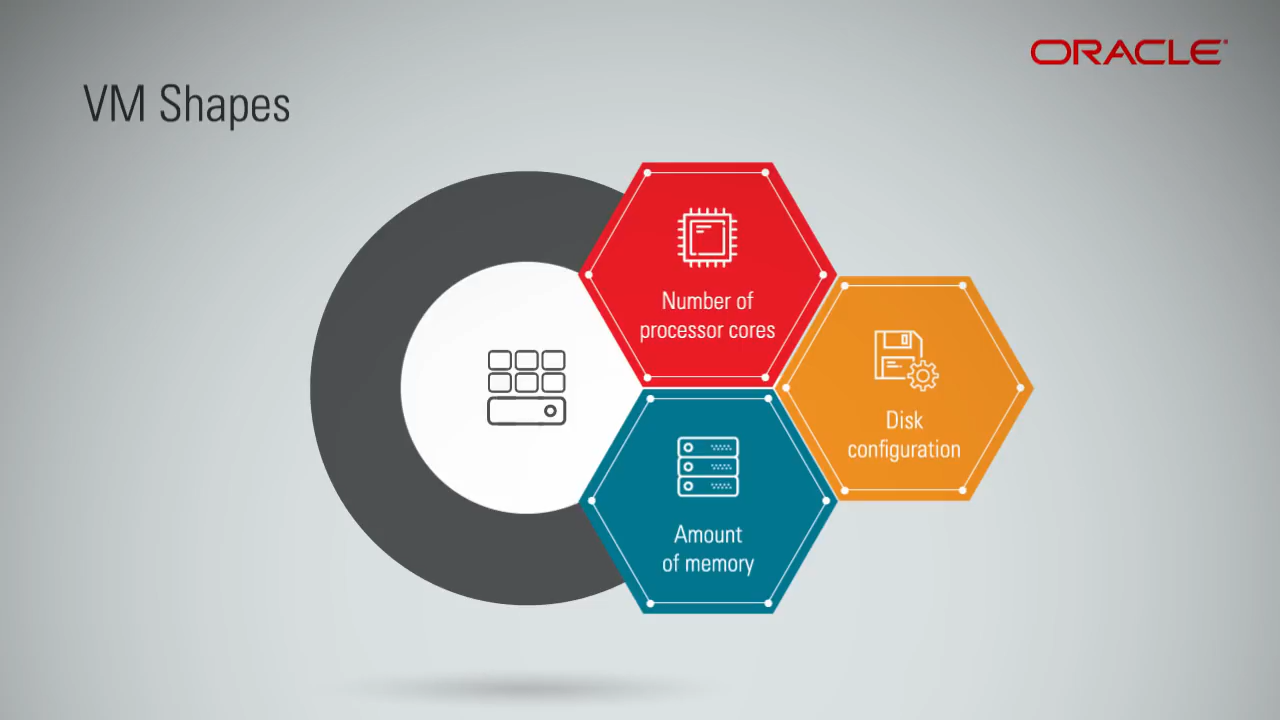 ORACLE
VM Shapes
Number of
processor cores
Disk
configuration
Amount
of memory